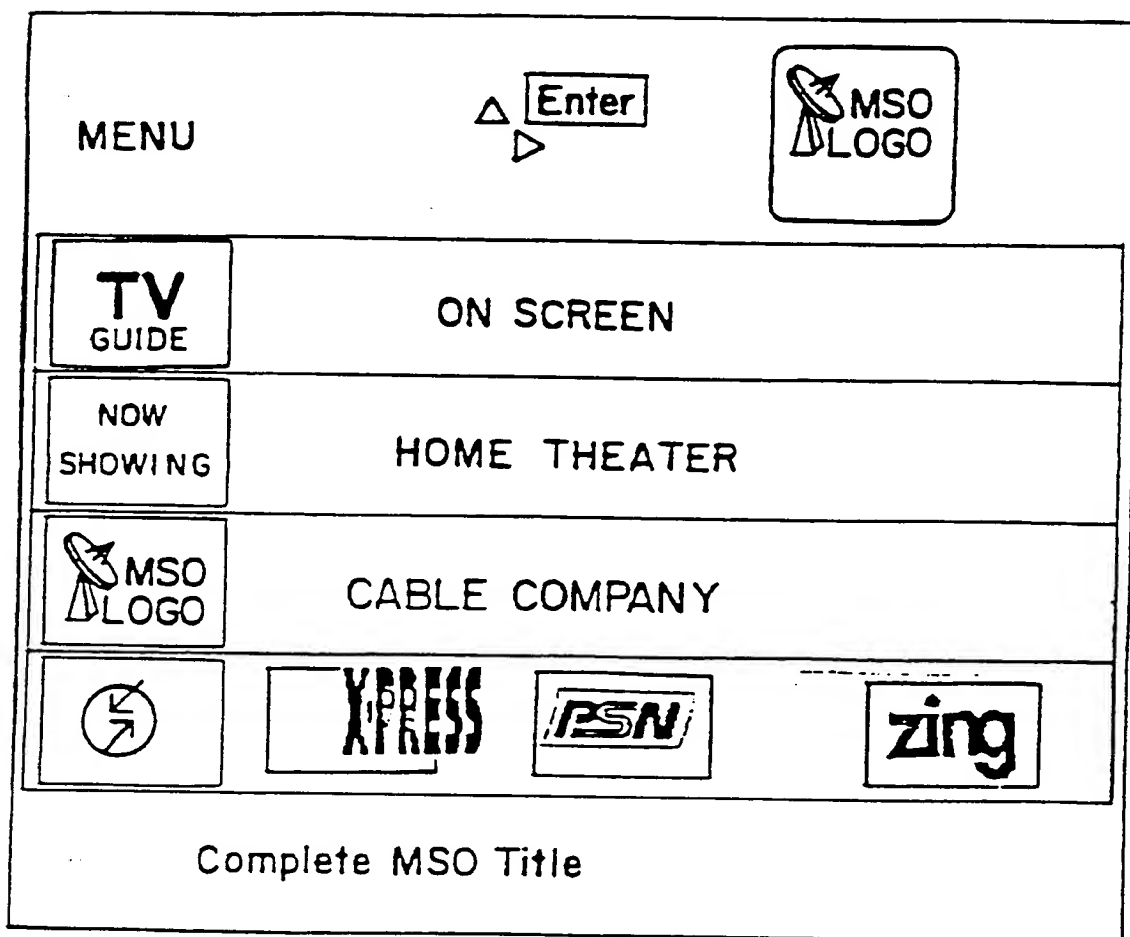 MENU
Enter
MSO
LOGO
TV
GUIDE
ON SCREEN
NOW
SHOWING
HOME THEATER
MSO
LOGO
CABLE COMPANY
X·PRESS
PSN
zing
Complete MSO Title